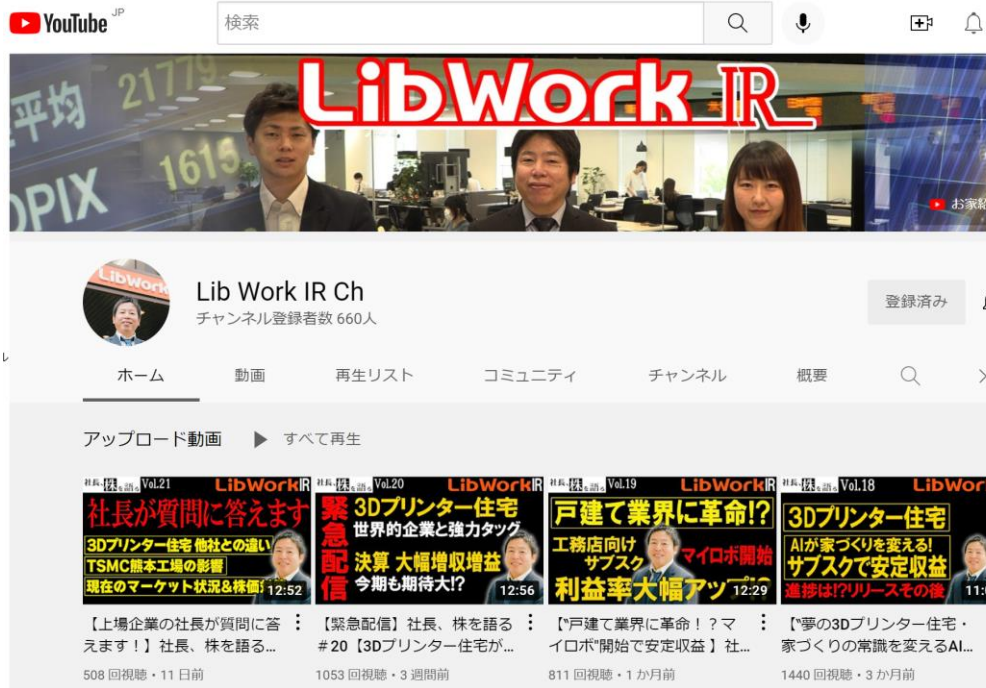 YouTube JP
検索
平均 21779
OPIX 1615
LibWork IR
お家
LibWork
Lib Work IR Ch
チャンネル登録者数 660人
登録済み
ホーム 動画 再生リスト コミュニティ チャンネル 概要
アップロード動画 すべて再生
社長、株を語る Vol.21 LibWorkIR
社長が質問に答えます
3Dプリンター住宅 他社との違い
TSMC熊本工場の影響
現在のマーケット状況&株価
12:52
社長、株を語る Vol.20 LibWorkIR
緊急配信
3Dプリンター住宅
世界的企業と強力タッグ
決算 大幅増収増益
今期も期待大!?
12:56
社長、株を語る Vol.19 LibWorkIR
戸建て業界に革命!?
工務店向け
サブスク
マイロボ開始
利益率大幅アップ
12:29
社長、株を語る Vol.18 LibWor
3Dプリンター住宅
AIが家づくりを変える!
サブスクで安定収益
進捗は!?リリースその後
11:
【上場企業の社長が質問に答
えます!】社長、株を語る...
508 回視聴・11 日前
【緊急配信】社長、株を語る
#20【3Dプリンター住宅が...
1053 回視聴・3 週間前
【"戸建て業界に革命!?マ
イロボ"開始で安定収益】社...
811 回視聴・1 か月前
【"夢の3Dプリンター住宅・
家づくりの常識を変えるAI...
1440 回視聴・3 か月前